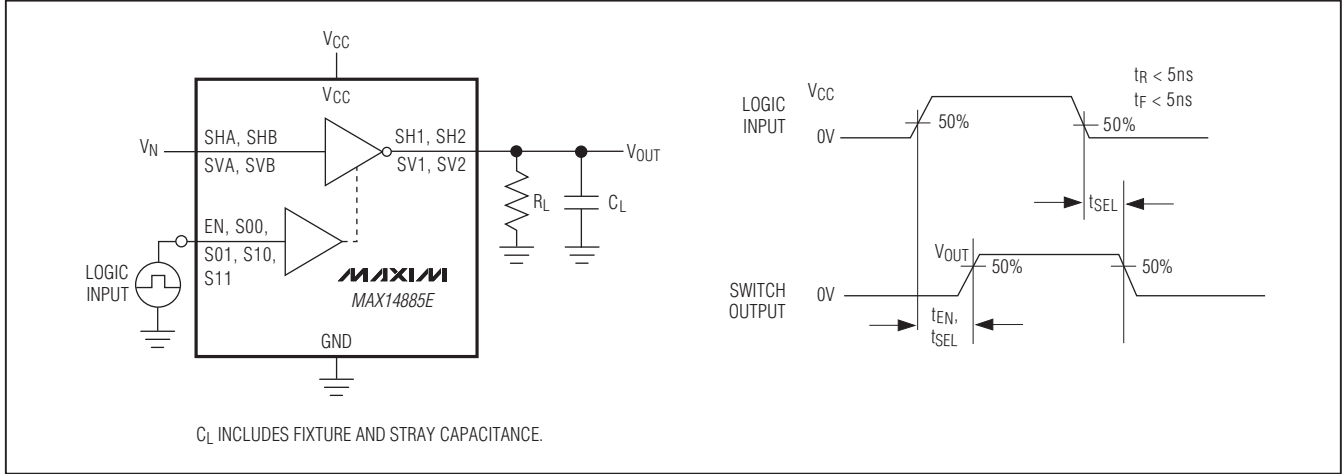 VCC
VCC
VN
SHA, SHB
SVA, SVB
SH1, SH2
SV1, SV2
VOUT
RL
CL
EN, S00,
S01, S10,
S11
LOGIC
INPUT
MAXIM
MAX14885E
GND
CL INCLUDES FIXTURE AND STRAY CAPACITANCE.
tR < 5ns
tF < 5ns
LOGIC
INPUT
VCC
0V
50%
50%
tSEL
SWITCH
OUTPUT
VOUT
0V
50%
50%
tEN,
tSEL